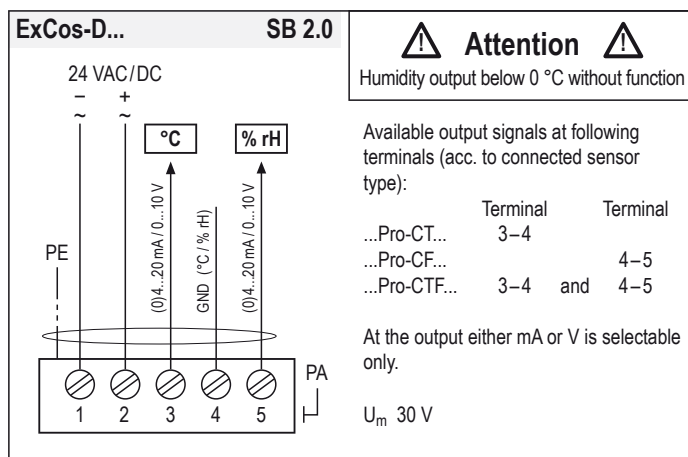 ExCos-D... SB 2.0
24 VAC/DC
– +
~ ~
°C % rH
(0)4...20 mA / 0...10 V
GND (°C / % rH)
(0)4...20 mA / 0...10 V
PE
PA
1 2 3 4 5
⚠ Attention ⚠
Humidity output below 0 °C without function
Available output signals at following
terminals (acc. to connected sensor
type):
Terminal Terminal
...Pro-CT... 3–4
...Pro-CF... 4–5
...Pro-CTF... 3–4 and 4–5
At the output either mA or V is selectable
only.
Um 30 V